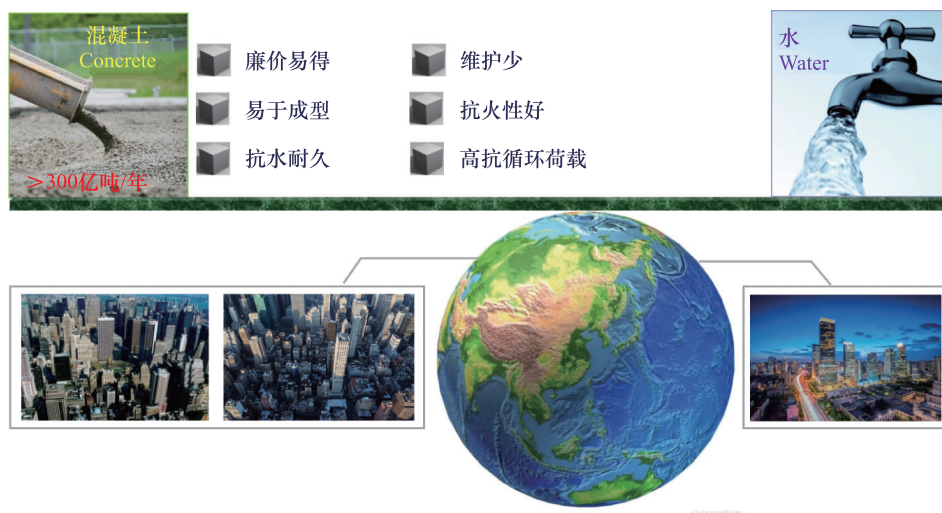 混凝土
Concrete
>300亿吨/年
廉价易得
维护少
易于成型
抗火性好
抗水耐久
高抗循环荷载
水
Water